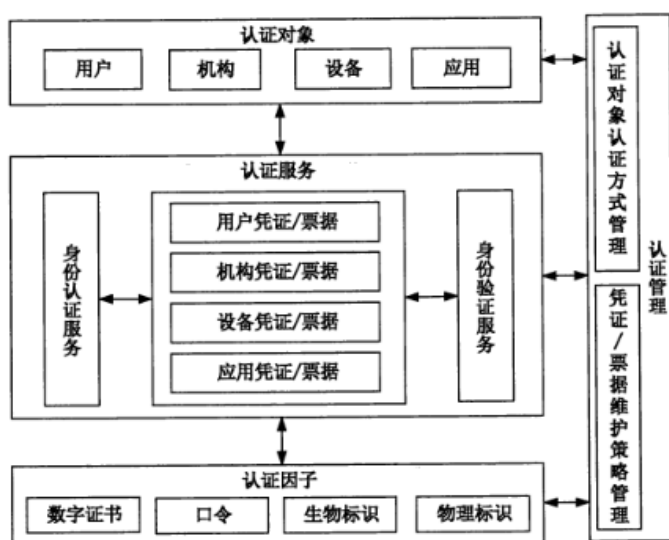 认证对象
用户
机构
设备
应用
认证服务
身份认证服务
用户凭证/票据
机构凭证/票据
设备凭证/票据
应用凭证/票据
身份验证服务
认证因子
数字证书
口令
生物标识
物理标识
认证对象认证方式管理
凭证/票据维护策略管理
认证管理